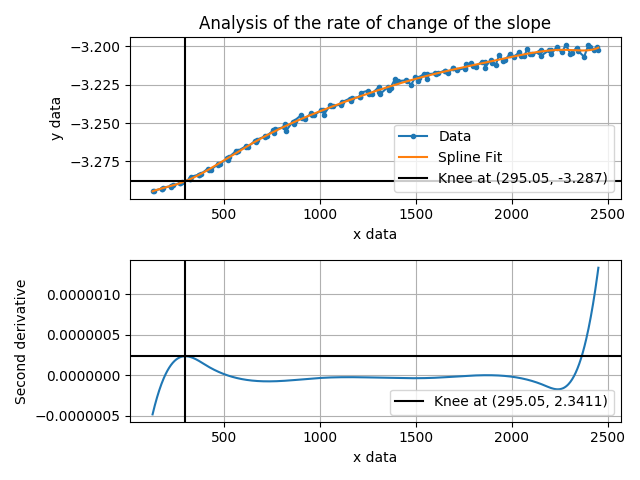 Analysis of the rate of change of the slope
−3.200
−3.225
−3.250
−3.275
y data
Data
Spline Fit
Knee at (295.05, -3.287)
500
1000
1500
2000
2500
x data
0.0000010
0.0000005
0.0000000
−0.0000005
Second derivative
Knee at (295.05, 2.3411)
500
1000
1500
2000
2500
x data